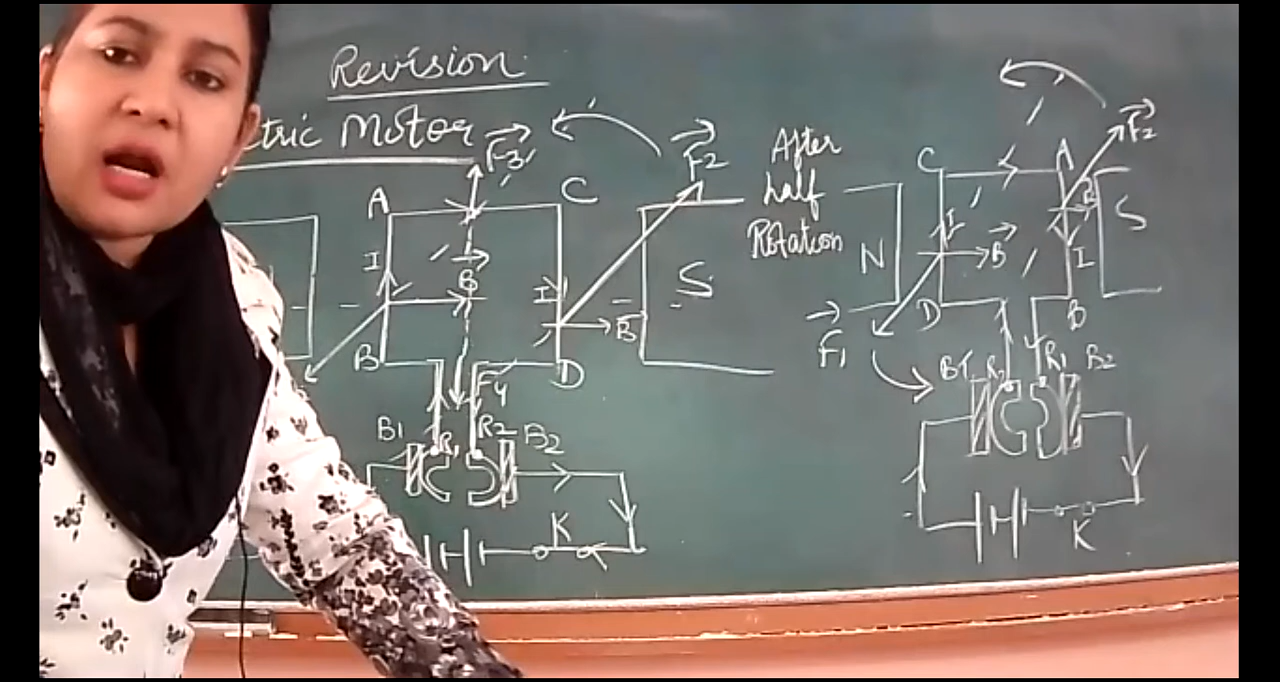 Revision
ctric Motor
F3
F2
A
C
I
B
I
S
B
B
D
F4
B1
R1
R2
B2
K
After
half
Rotation
F2
C
A
B
I
N
B
I
S
F1
D
B
B1
R2
R1
B2
K